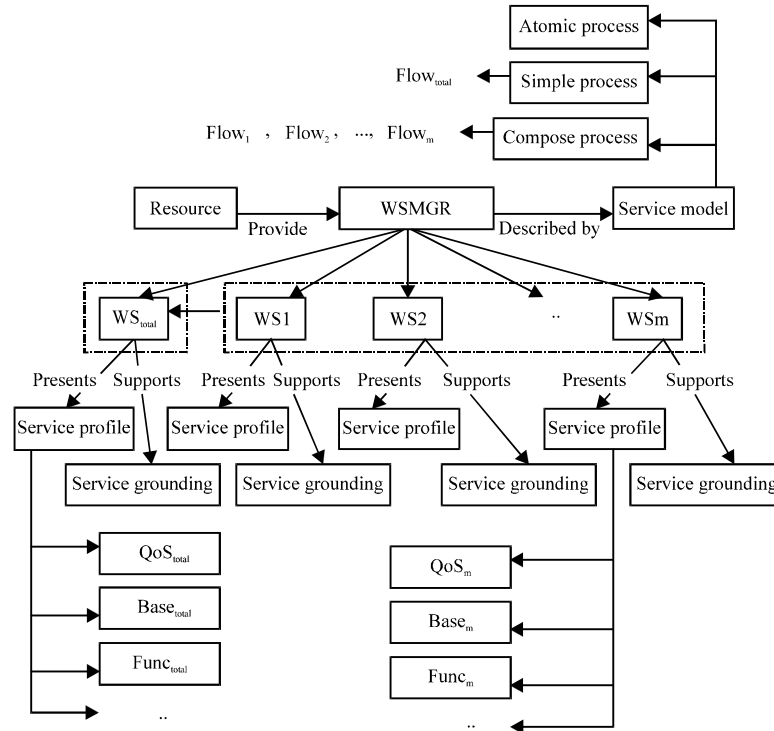 Atomic process
Flow_total Simple process
Flow_1 , Flow_2 , ..., Flow_m Compose process
Resource WSMGR Service model
Provide Described by
WS_total WS1 WS2 .. WSm
Presents Supports Presents Supports Presents Supports Presents Supports
Service profile Service profile Service profile Service profile
Service grounding Service grounding Service grounding Service grounding
QoS_total QoS_m
Base_total Base_m
Func_total Func_m
.. ..